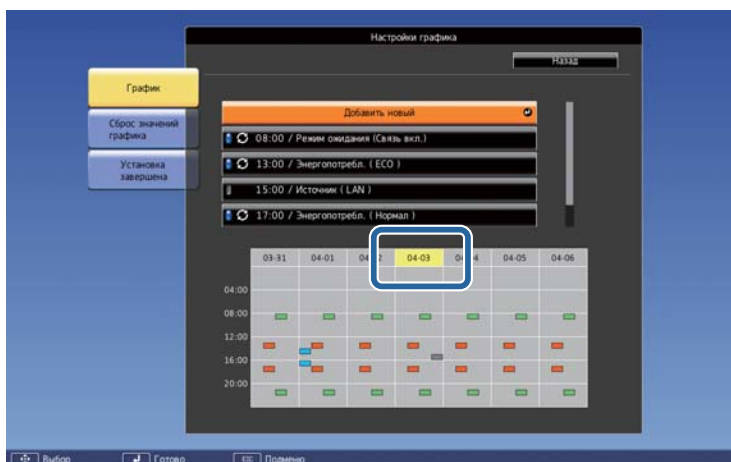 Настройки графика
Назад
График
Сброс значений
графика
Установка
завершена
Добавить новый
08:00 / Режим ожидания (Связь вкл.)
13:00 / Энергопотребл. ( ECO )
15:00 / Источник ( LAN )
17:00 / Энергопотребл. ( Нормал )
03-31 04-01 04-03 04-05 04-06
04:00
08:00
12:00
16:00
20:00
Выбор Готово ESC Подменю